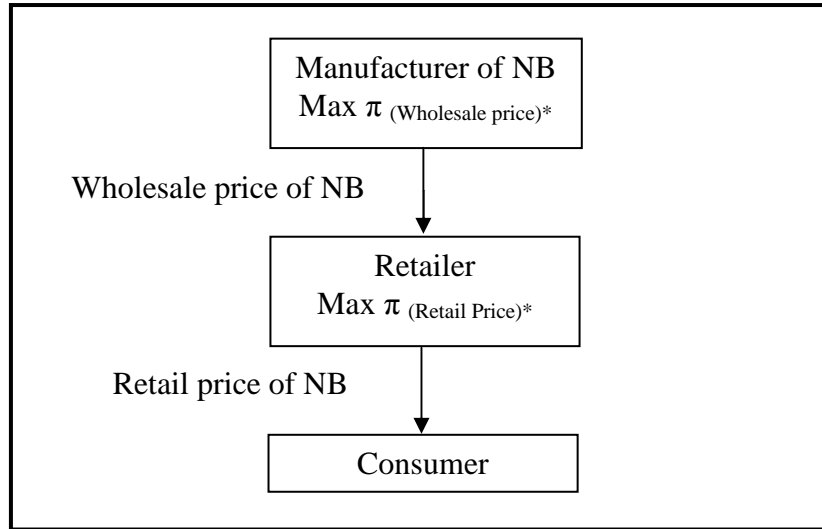 Manufacturer of NB
Max π (Wholesale price)*
Wholesale price of NB
Retailer
Max π (Retail Price)*
Retail price of NB
Consumer